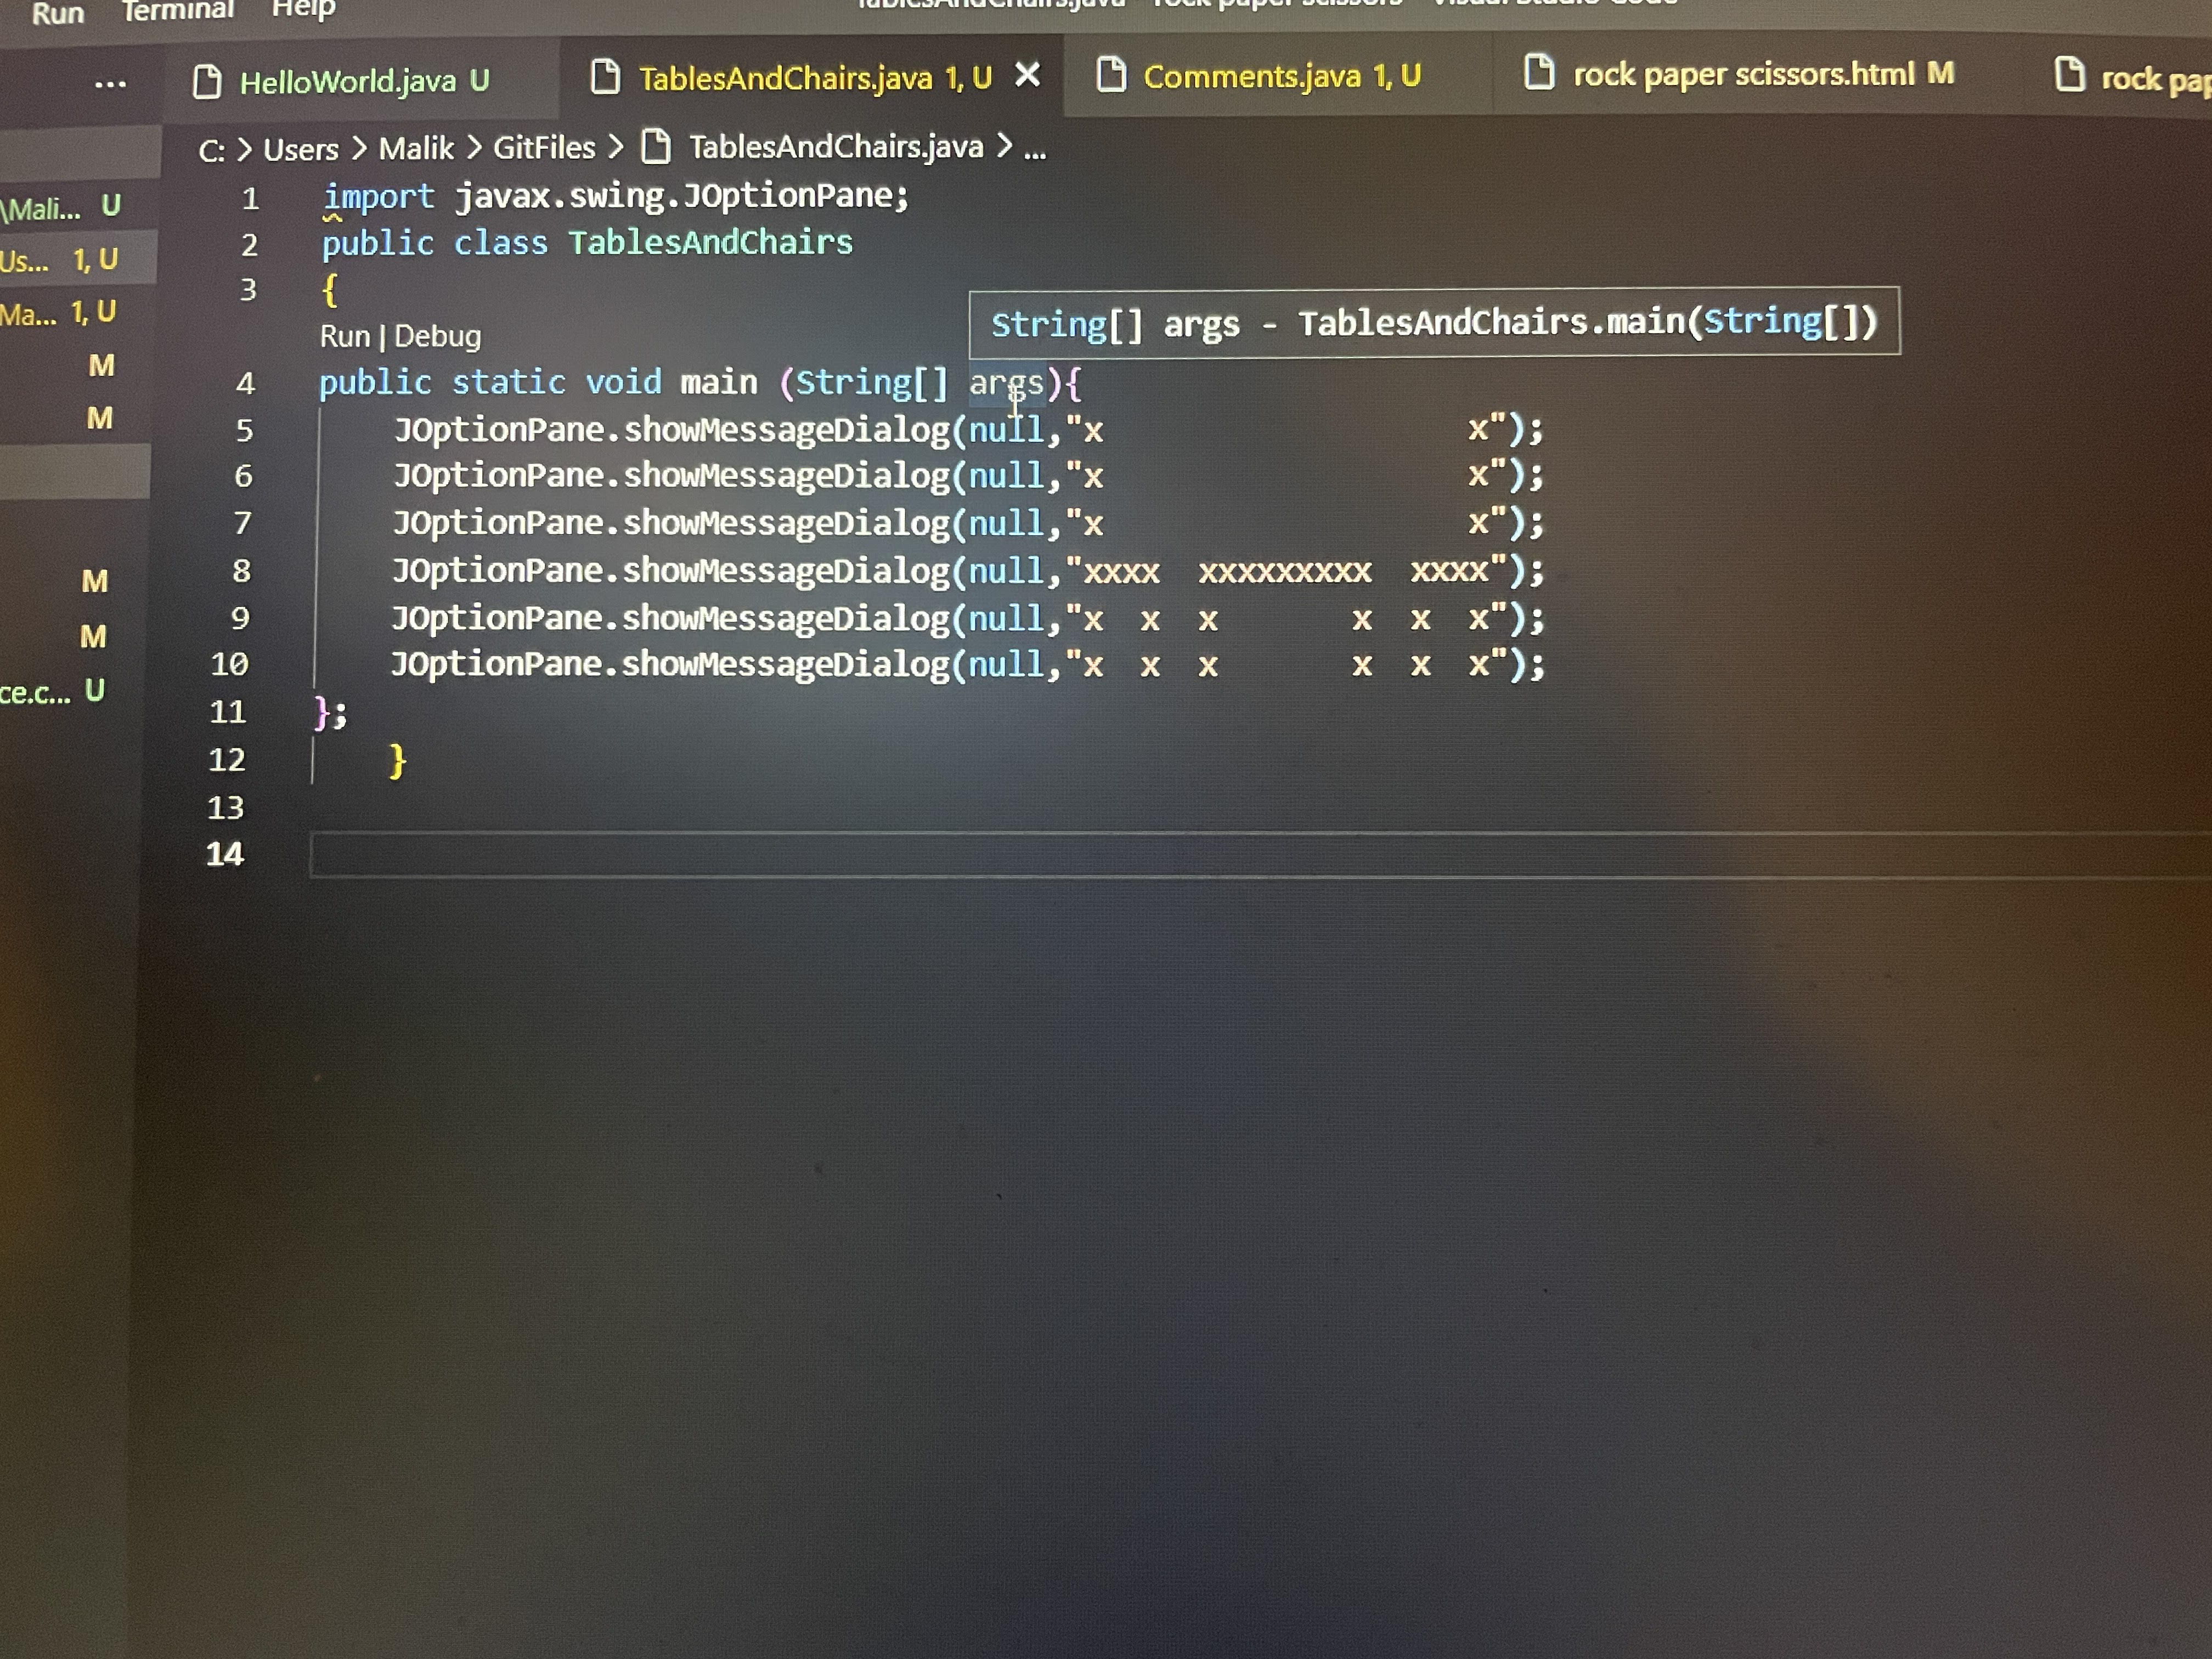 Run Terminal Help
... HelloWorld.java U TablesAndChairs.java 1, U Comments.java 1, U rock paper scissors.html M rock
C: > Users > Malik > GitFiles > TablesAndChairs.java > ...
1 import javax.swing.JOptionPane;
\Mali... U
2 public class TablesAndChairs
Us... 1, U
3 {
Ma... 1, U
String[] args - TablesAndChairs.main(String[])
Run | Debug
M
4 public static void main (String[] args){
M
5 JOptionPane.showMessageDialog(null,"x                   x");
6 JOptionPane.showMessageDialog(null,"x                   x");
7 JOptionPane.showMessageDialog(null,"x                   x");
8 JOptionPane.showMessageDialog(null,"xxxx  xxxxxxxxx  xxxx");
M
9 JOptionPane.showMessageDialog(null,"x  x  x       x  x  x");
M
10 JOptionPane.showMessageDialog(null,"x  x  x       x  x  x");
ce.c... U
11 };
12 }
13
14